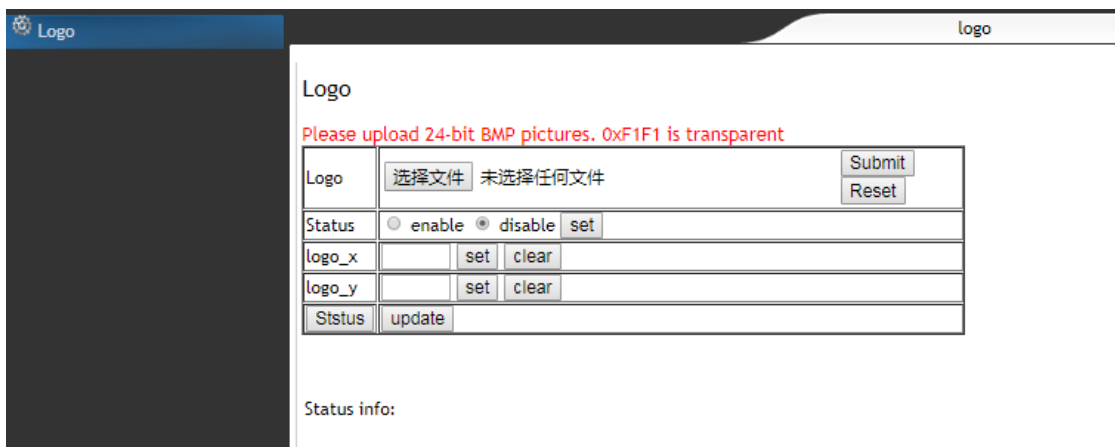 Logo
logo
Logo
Please upload 24-bit BMP pictures. 0xF1F1 is transparent
Logo 选择文件 未选择任何文件 Submit
Reset
Status enable disable set
logo_x set clear
logo_y set clear
Ststus update
Status info: